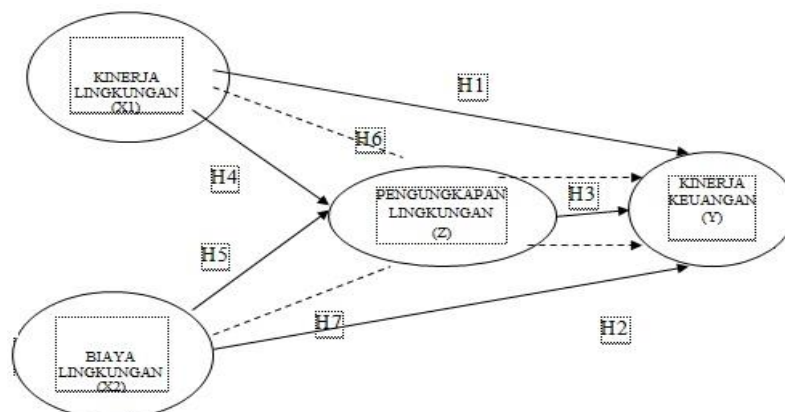 KINERJA
LINGKUNGAN
(X1)
H1
H6
H4
PENGUNGKAPAN
LINGKUNGAN
(Z)
H3
KINERJA
KEUANGAN
(Y)
H5
H7
H2
BIAYA
LINGKUNGAN
(X2)